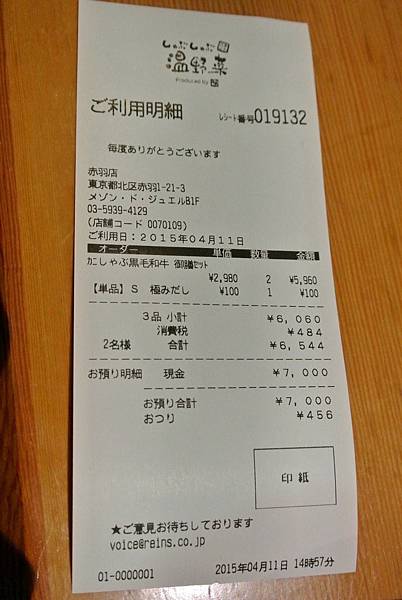 しゃぶしゃぶ
温野菜
Produced by
ご利用明細 レシート番号019132
毎度ありがとうございます
赤羽店
東京都北区赤羽1-21-3
メゾン・ド・ジュエルB1F
03-5939-4129
(店舗コード 0070109)
ご利用日：2015年04月11日
オーダー 単価 数量 金額
かにしゃぶ黒毛和牛 御膳セット
¥2,980 2 ¥5,960
【単品】S 極みだし ¥100 1 ¥100
3品 小計 ¥6,060
消費税 ¥484
2名様 合計 ¥6,544
お預り明細 現金 ¥7,000
お預り合計 ¥7,000
おつり ¥456
印紙
★ご意見お待ちしております
voice@reins.co.jp
01-0000001 2015年04月11日 14時57分